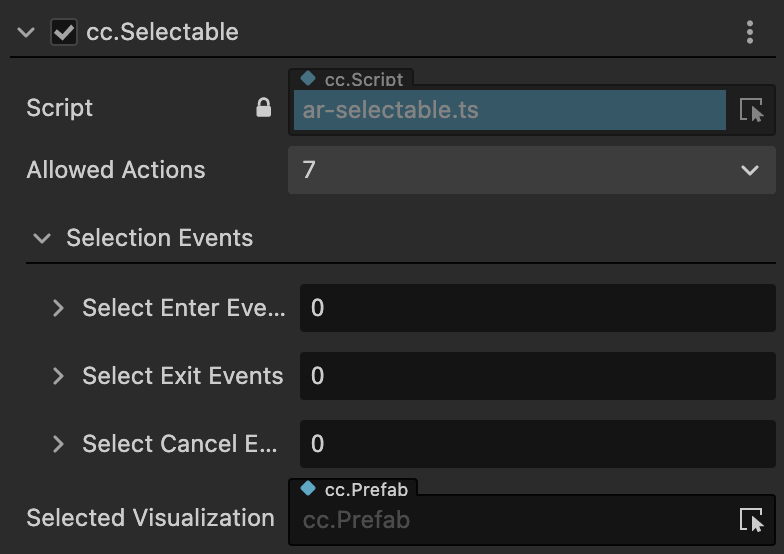 cc.Selectable
cc.Script
Script
ar-selectable.ts
Allowed Actions
7
Selection Events
Select Enter Eve...
0
Select Exit Events
0
Select Cancel E...
0
cc.Prefab
Selected Visualization
cc.Prefab